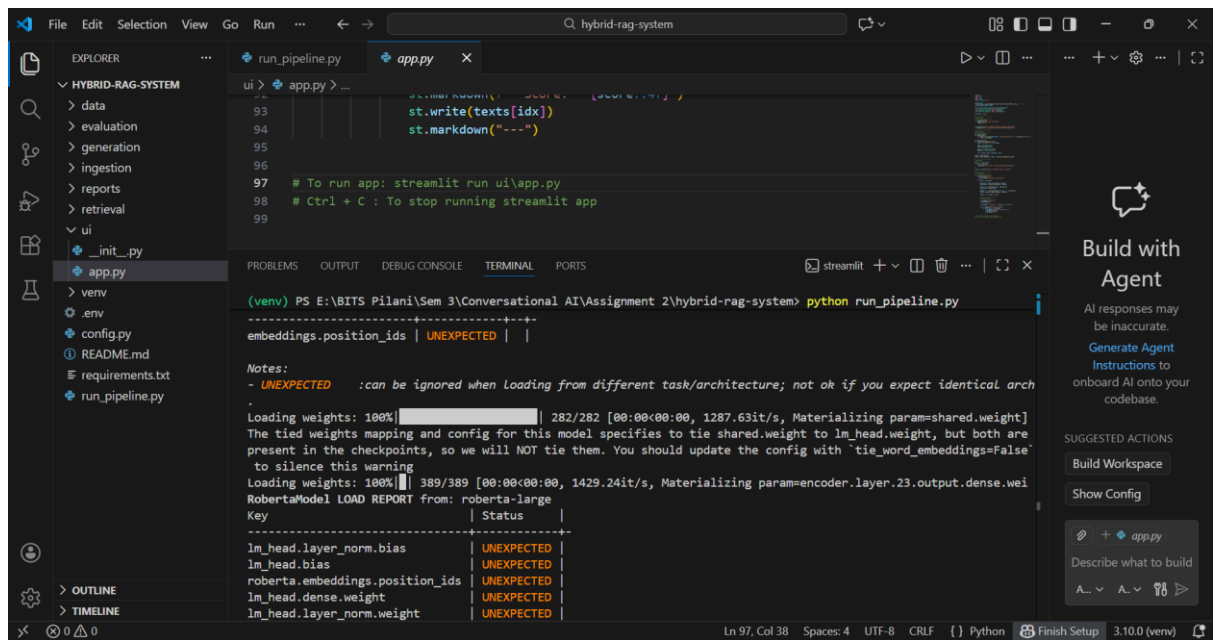 File Edit Selection View Go Run ... hybrid-rag-system
EXPLORER ...
HYBRID-RAG-SYSTEM
data
evaluation
generation
ingestion
reports
retrieval
ui
__init__.py
app.py
venv
.env
config.py
README.md
requirements.txt
run_pipeline.py
OUTLINE
TIMELINE
run_pipeline.py app.py
ui > app.py > ...
93 st.write(texts[idx])
94 st.markdown("---")
95
96
97 # To run app: streamlit run ui\app.py
98 # Ctrl + C : To stop running streamlit app
99
PROBLEMS OUTPUT DEBUG CONSOLE TERMINAL PORTS streamlit
(venv) PS E:\BITS Pilani\Sem 3\Conversational AI\Assignment 2\hybrid-rag-system> python run_pipeline.py
------------------------+------------+--+-
embeddings.position_ids | UNEXPECTED | |
Notes:
- UNEXPECTED :can be ignored when loading from different task/architecture; not ok if you expect identical arch
.
Loading weights: 100%| | 282/282 [00:00<00:00, 1287.63it/s, Materializing param=shared.weight]
The tied weights mapping and config for this model specifies to tie shared.weight to lm_head.weight, but both are
present in the checkpoints, so we will NOT tie them. You should update the config with `tie_word_embeddings=False`
to silence this warning
Loading weights: 100%| | 389/389 [00:00<00:00, 1429.24it/s, Materializing param=encoder.layer.23.output.dense.wei
RobertaModel LOAD REPORT from: roberta-large
Key | Status |
--------------------------------+------------+-
lm_head.layer_norm.bias | UNEXPECTED |
lm_head.bias | UNEXPECTED |
roberta.embeddings.position_ids | UNEXPECTED |
lm_head.dense.weight | UNEXPECTED |
lm_head.layer_norm.weight | UNEXPECTED |
Build with
Agent
AI responses may
be inaccurate.
Generate Agent
Instructions to
onboard AI onto your
codebase.
SUGGESTED ACTIONS
Build Workspace
Show Config
app.py
Describe what to build
A... A..
0 0 Ln 97, Col 38 Spaces: 4 UTF-8 CRLF { } Python Finish Setup 3.10.0 (venv)